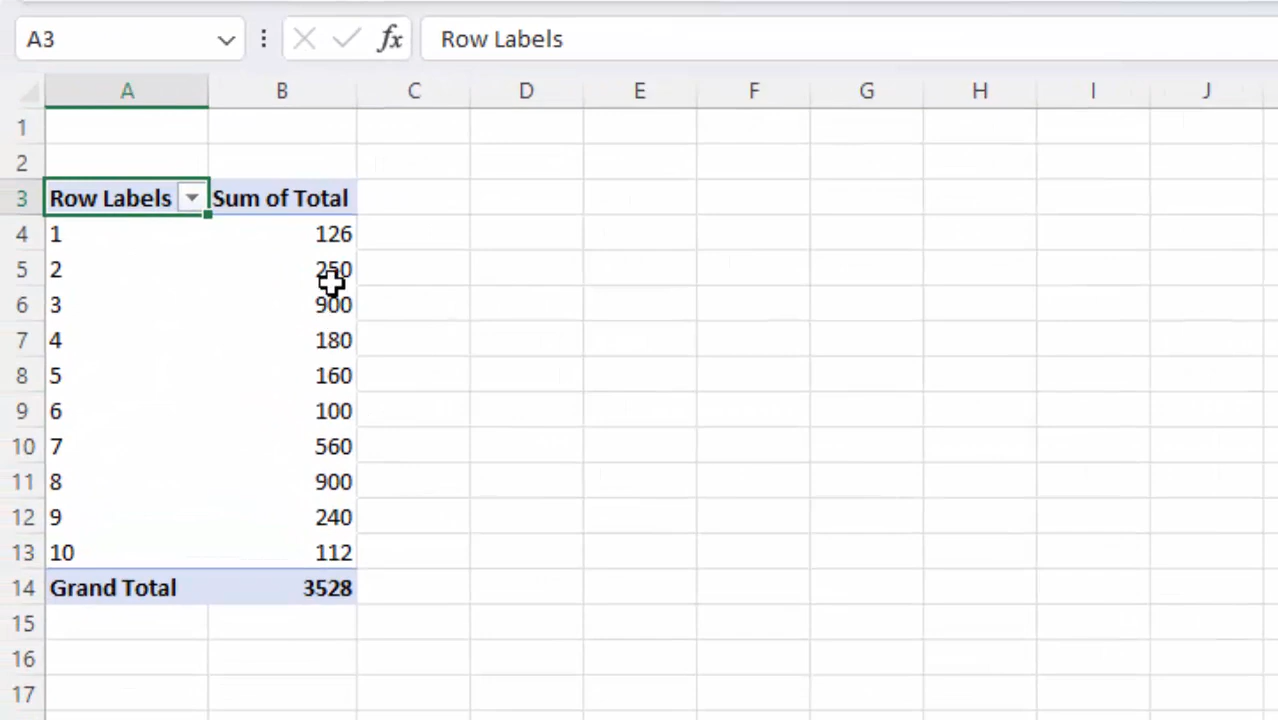 A3 fx Row Labels
A B C D E F G H I J
1
2
3 Row Labels Sum of Total
4 1 126
5 2 250
6 3 900
7 4 180
8 5 160
9 6 100
10 7 560
11 8 900
12 9 240
13 10 112
14 Grand Total 3528
15
16
17